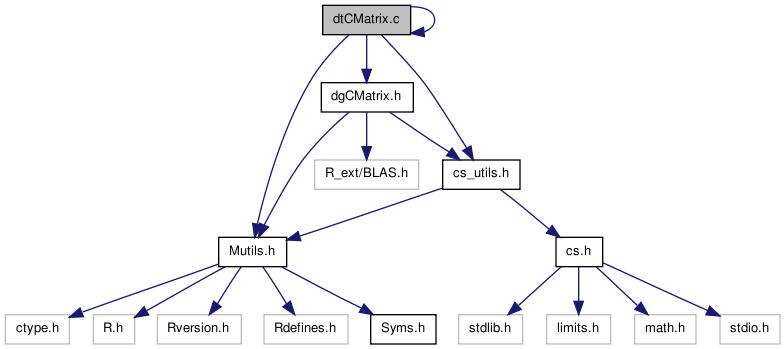 dtCMatrix.c
dgCMatrix.h
R_ext/BLAS.h
cs_utils.h
Mutils.h
cs.h
ctype.h
R.h
Rversion.h
Rdefines.h
Syms.h
stdlib.h
limits.h
math.h
stdio.h